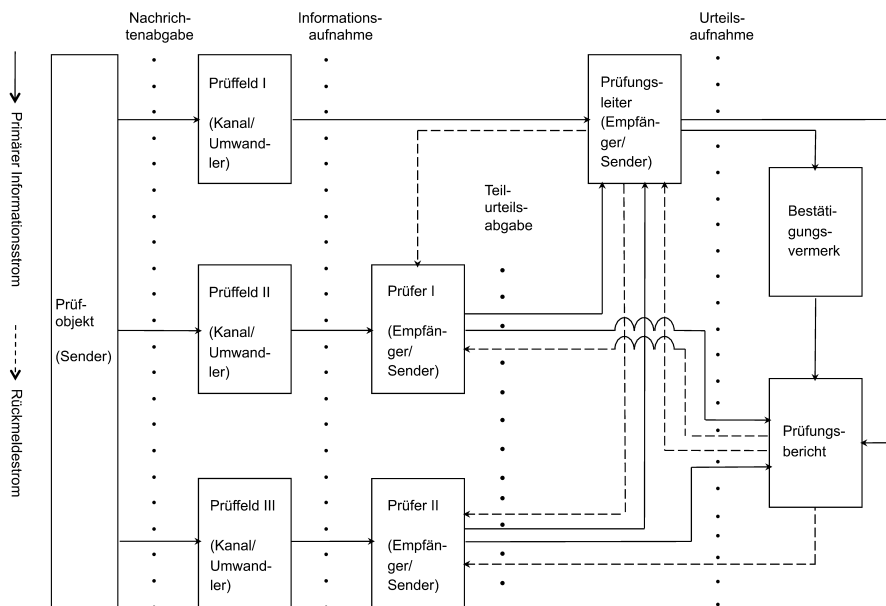 Nachrich-
tenabgabe
Informations-
aufnahme
Urteils-
aufnahme
Primärer Informationsstrom
Rückmeldestrom
Prüf-
objekt
(Sender)
Prüffeld I
(Kanal/
Umwand-
ler)
Prüffeld II
(Kanal/
Umwand-
ler)
Prüffeld III
(Kanal/
Umwand-
ler)
Prüfer I
(Empfän-
ger/
Sender)
Prüfer II
(Empfän-
ger/
Sender)
Teil-
urteils-
abgabe
Prüfungs-
leiter
(Empfän-
ger/
Sender)
Bestäti-
gungs-
vermerk
Prüfungs-
bericht